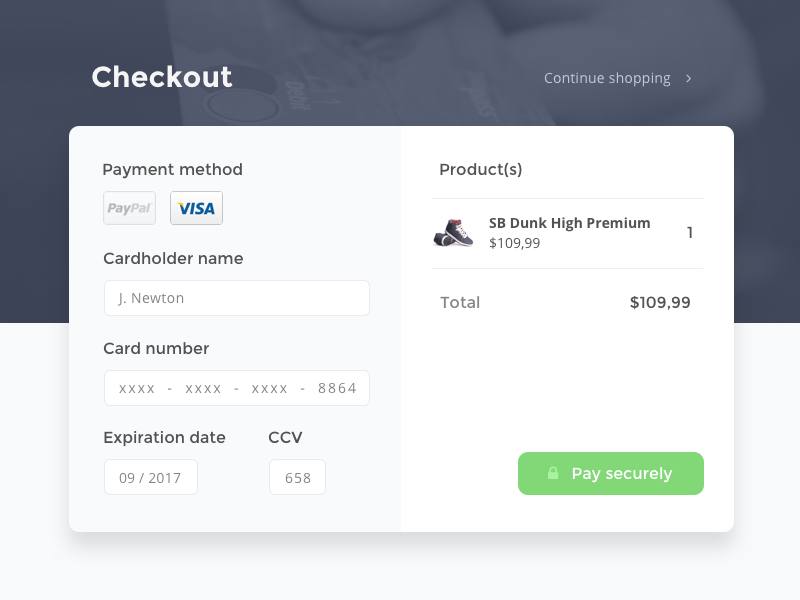 Checkout
Continue shopping >
Payment method
PayPal VISA
Cardholder name
J. Newton
Card number
xxxx - xxxx - xxxx - 8864
Expiration date CCV
09 / 2017 658
Product(s)
SB Dunk High Premium
$109,99
1
Total $109,99
Pay securely